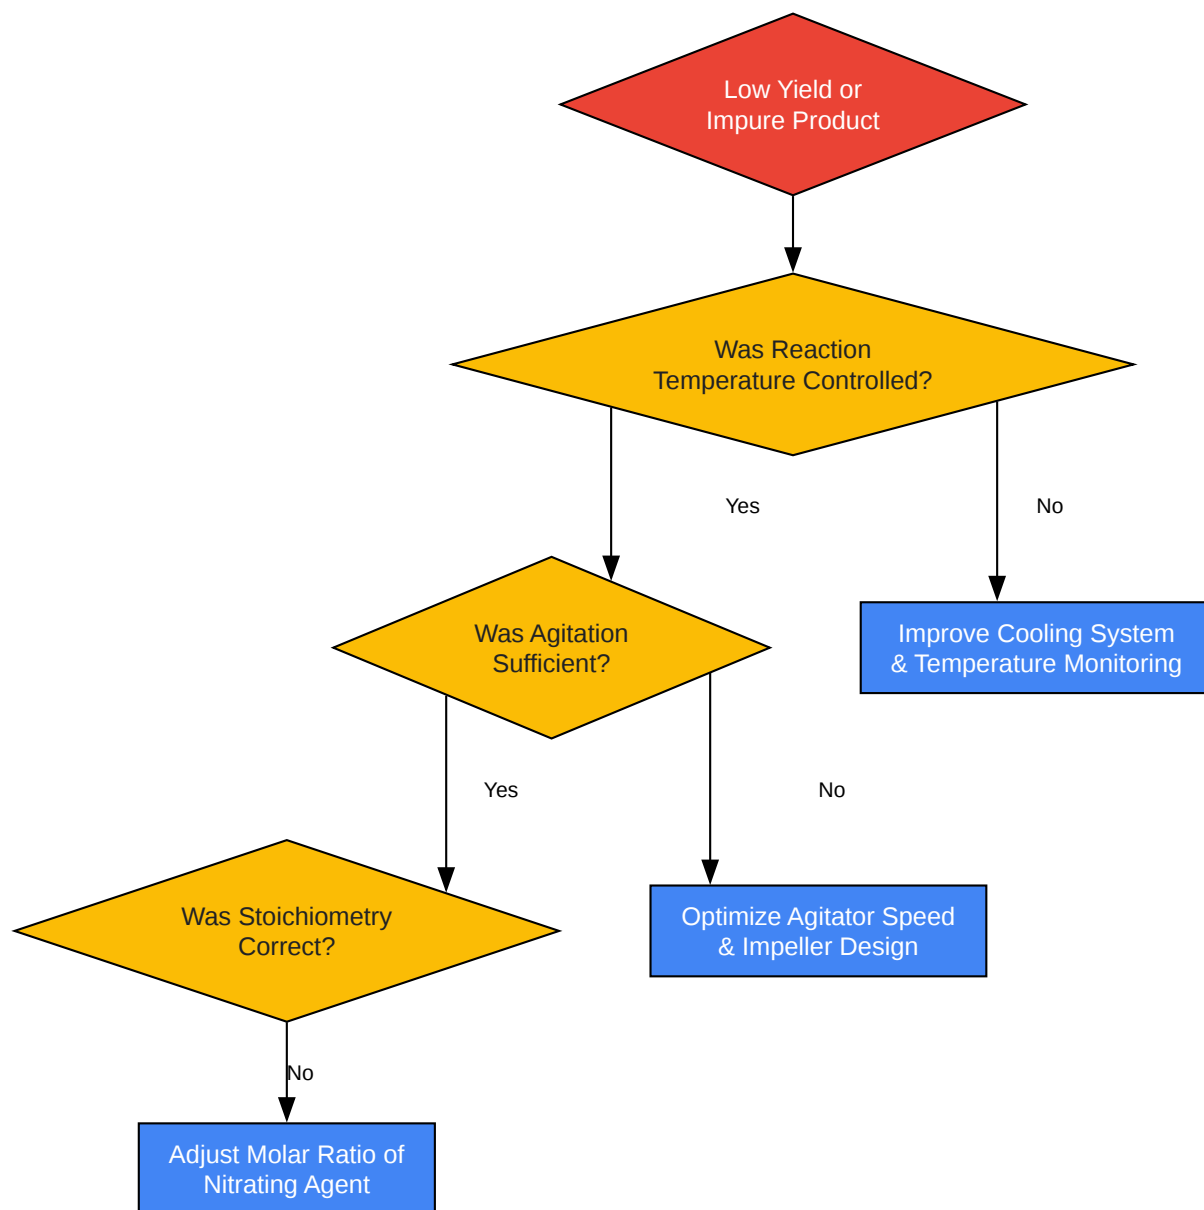 Low Yield or
Impure Product
Was Reaction
Temperature Controlled?
Yes
No
Was Agitation
Sufficient?
Improve Cooling System
& Temperature Monitoring
Yes
No
Was Stoichiometry
Correct?
Optimize Agitator Speed
& Impeller Design
No
Adjust Molar Ratio of
Nitrating Agent